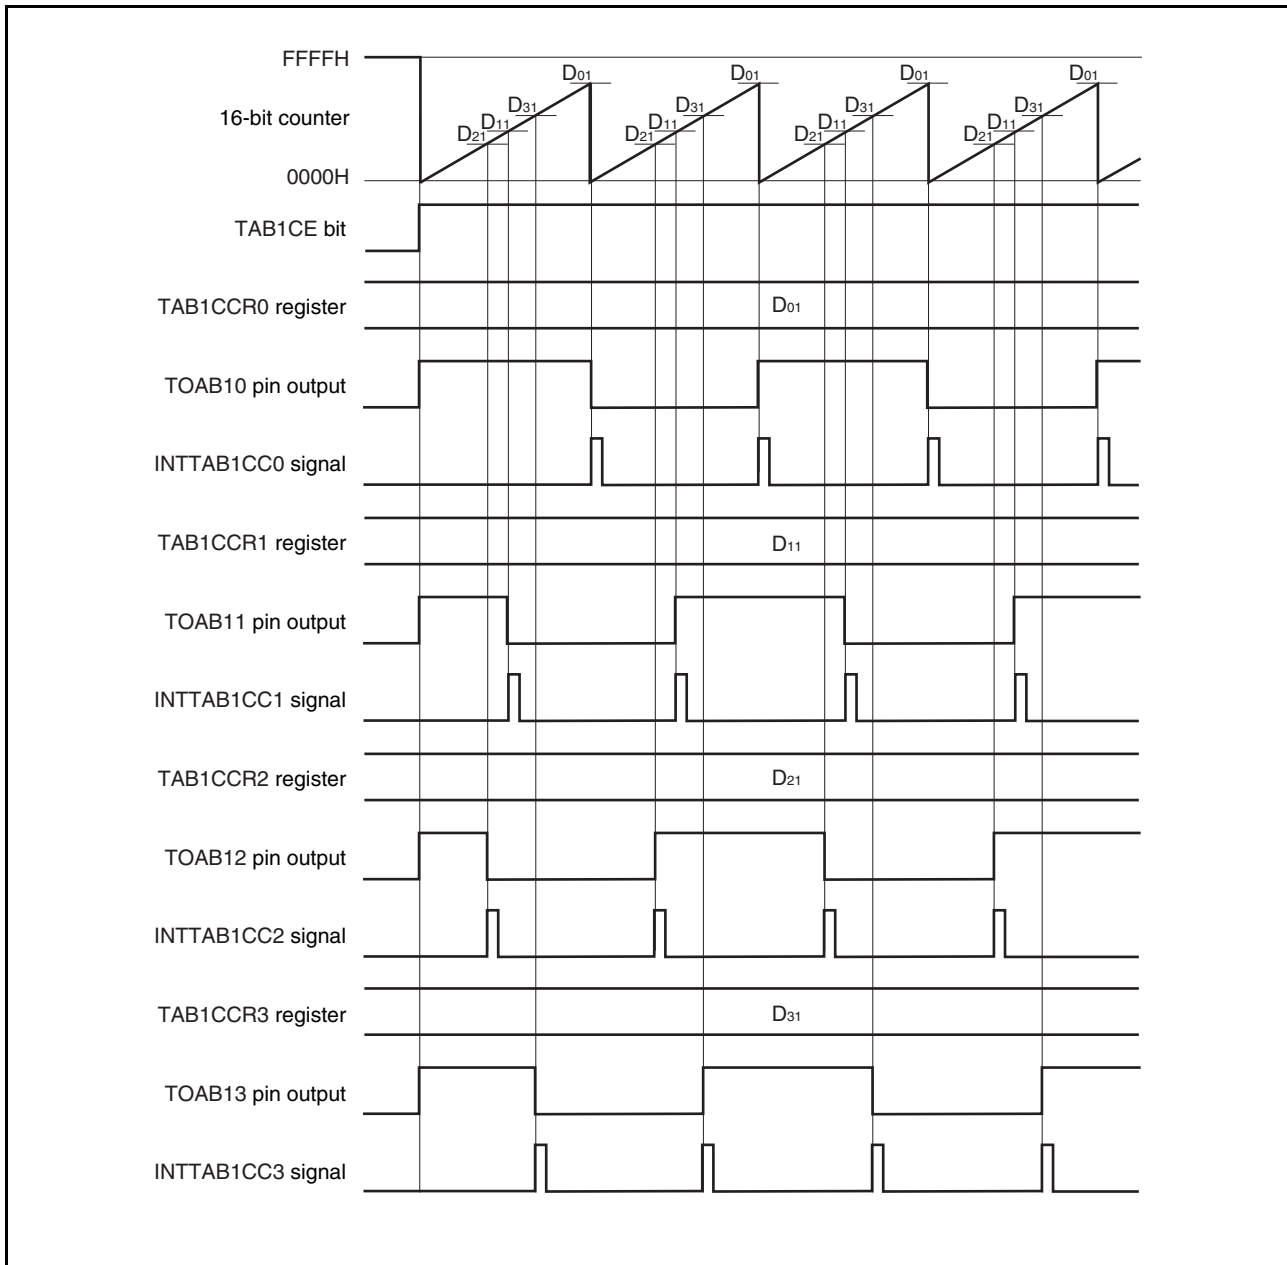 FFFFH
D01 D01 D01 D01
D31 D31 D31 D31
16-bit counter
D11 D11 D11 D11
D21 D21 D21 D21
0000H
TAB1CE bit
TAB1CCR0 register D01
TOAB10 pin output
INTTAB1CC0 signal
TAB1CCR1 register D11
TOAB11 pin output
INTTAB1CC1 signal
TAB1CCR2 register D21
TOAB12 pin output
INTTAB1CC2 signal
TAB1CCR3 register D31
TOAB13 pin output
INTTAB1CC3 signal